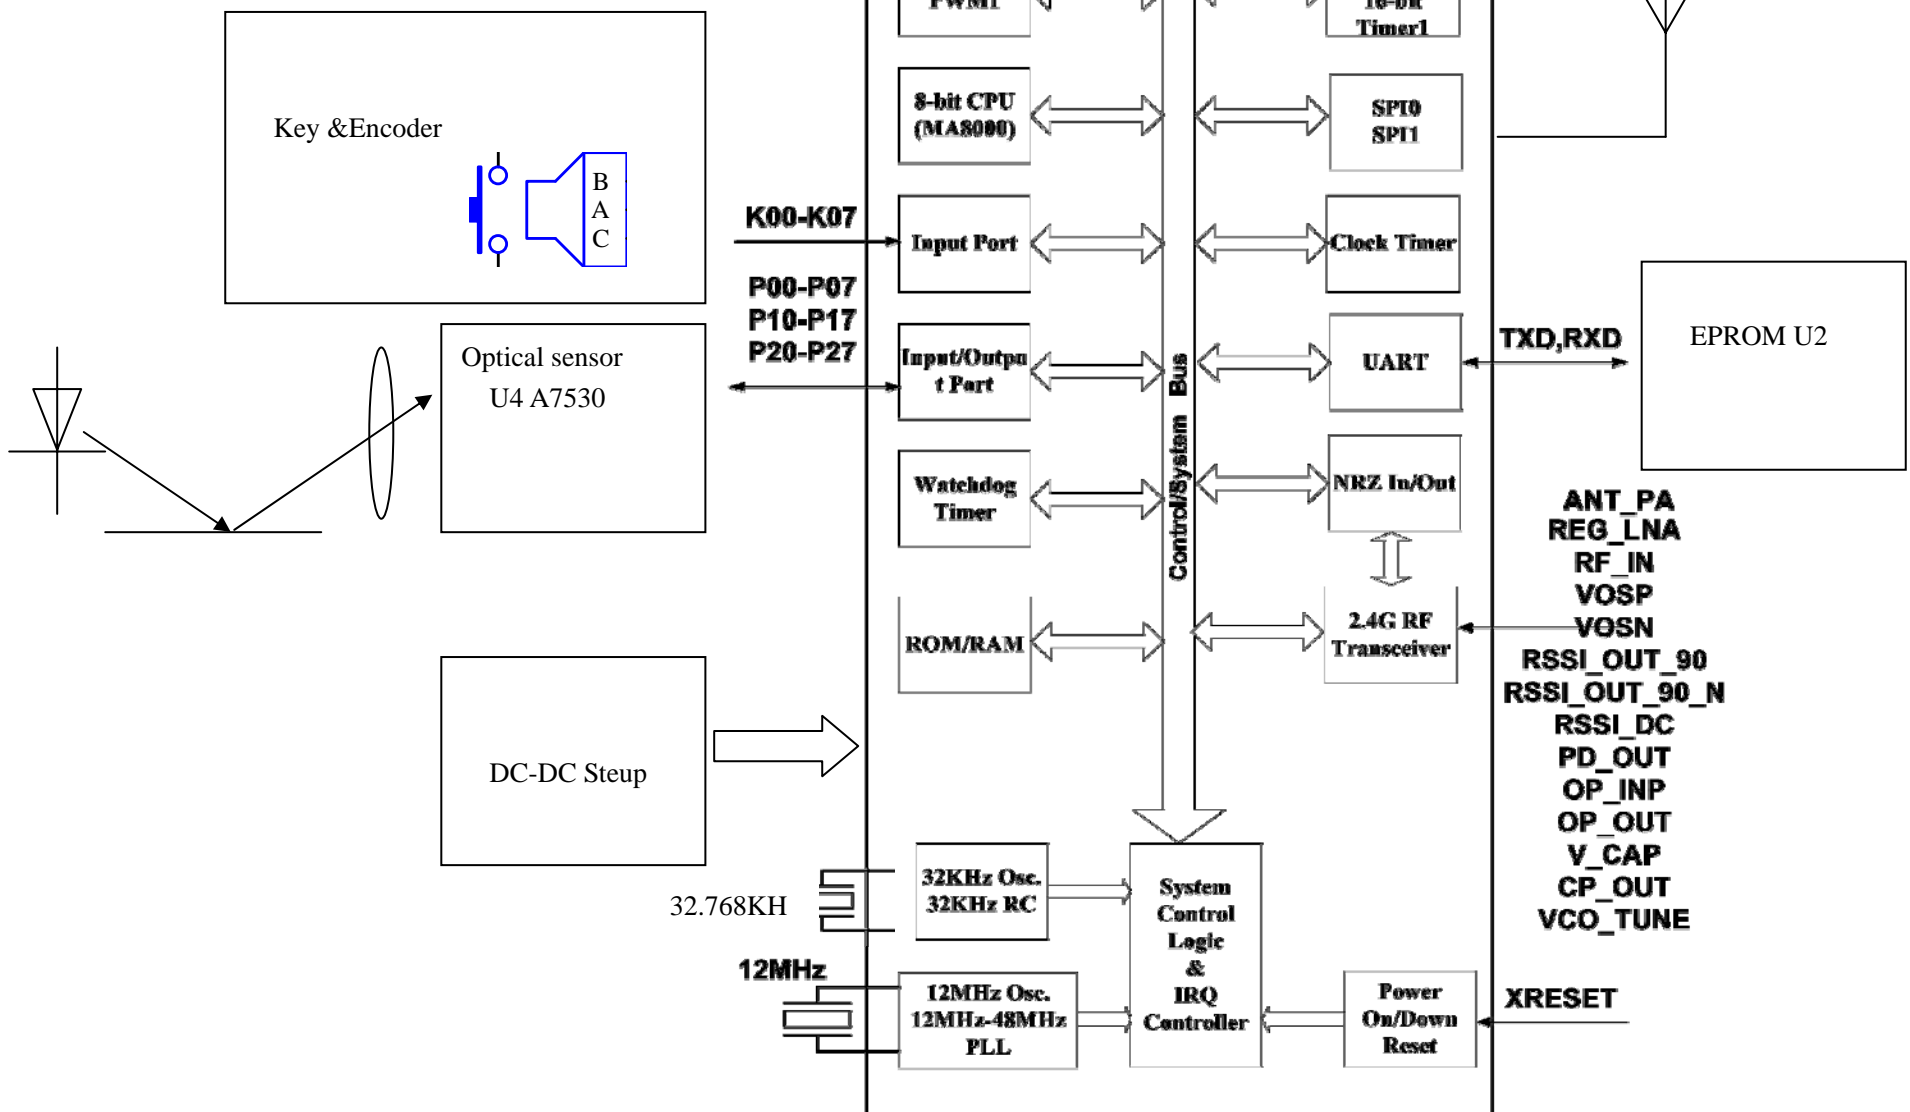 PWM1
16-bit
Timer1
Key &Encoder
B
A
C
8-bit CPU
(MA8000)
SPI0
SPI1
K00-K07
Input Port
Clock Timer
P00-P07
P10-P17
P20-P27
Input/Outpu
t Port
UART
TXD,RXD
EPROM U2
Optical sensor
U4 A7530
Control/System Bus
Watchdog
Timer
NRZ In/Out
ROM/RAM
2.4G RF
Transceiver
ANT_PA
REG_LNA
RF_IN
VOSP
VOSN
RSSI_OUT_90
RSSI_OUT_90_N
RSSI_DC
PD_OUT
OP_INP
OP_OUT
V_CAP
CP_OUT
VCO_TUNE
DC-DC Steup
32.768KH
32KHz Osc.
32KHz RC
System
Control
Logic
&
IRQ
Controller
12MHz
12MHz Osc.
12MHz-48MHz
PLL
Power
On/Down
Reset
XRESET